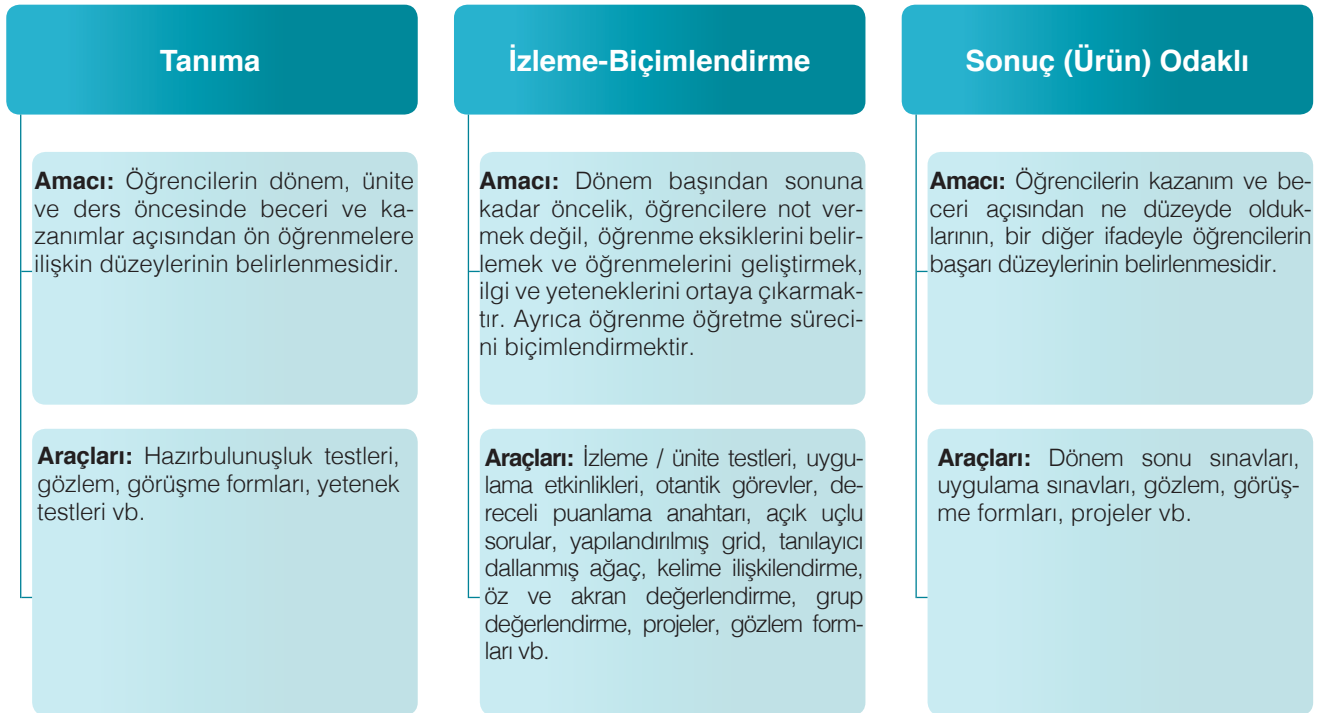 Tanıma
Amacı: Öğrencilerin dönem, ünite
ve ders öncesinde beceri ve ka-
zanımlar açısından ön öğrenmelere
ilişkin düzeylerinin belirlenmesidir.
Araçları: Hazırbulunuşluk testleri,
gözlem, görüşme formları, yetenek
testleri vb.
İzleme-Biçimlendirme
Amacı: Dönem başından sonuna
kadar öncelik, öğrencilere not ver-
mek değil, öğrenme eksiklerini belir-
lemek ve öğrenmelerini geliştirmek,
ilgi ve yeteneklerini ortaya çıkarmak-
tır. Ayrıca öğrenme öğretme süreci-
ni biçimlendirmektir.
Araçları: İzleme / ünite testleri, uygu-
lama etkinlikleri, otantik görevler, de-
receli puanlama anahtarı, açık uçlu
sorular, yapılandırılmış grid, tanılayıcı
dallanmış ağaç, kelime ilişkilendirme,
öz ve akran değerlendirme, grup
değerlendirme, projeler, gözlem form-
ları vb.
Sonuç (Ürün) Odaklı
Amacı: Öğrencilerin kazanım ve be-
ceri açısından ne düzeyde olduk-
larının, bir diğer ifadeyle öğrencilerin
başarı düzeylerinin belirlenmesidir.
Araçları: Dönem sonu sınavları,
uygulama sınavları, gözlem, görüş-
me formları, projeler vb.